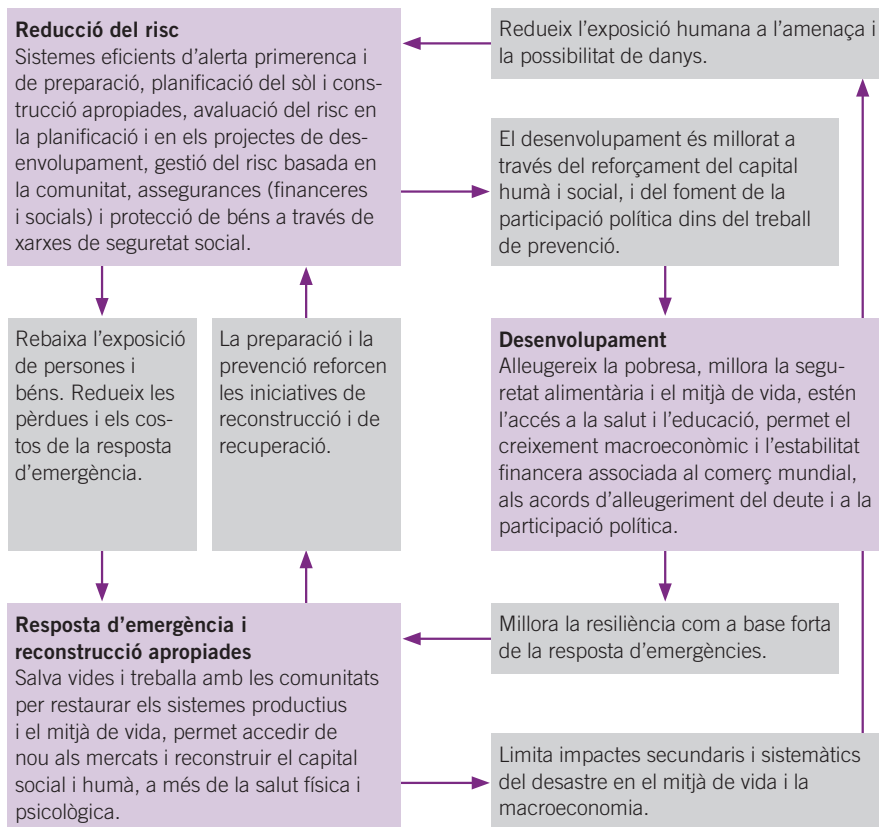 Reducció del risc
Sistemes eficients d’alerta primerenca i
de preparació, planificació del sòl i cons-
trucció apropiades, avaluació del risc en
la planificació i en els projectes de des-
envolupament, gestió del risc basada en
la comunitat, assegurances (financeres
i socials) i protecció de béns a través de
xarxes de seguretat social.
Redueix l’exposició humana a l’amenaça i
la possibilitat de danys.
El desenvolupament és millorat a
través del reforçament del capital
humà i social, i del foment de la
participació política dins del treball
de prevenció.
Rebaixa l’exposició
de persones i
béns. Redueix les
pèrdues i els cos-
tos de la resposta
d’emergència.
La preparació i la
prevenció reforcen
les iniciatives de
reconstrucció i de
recuperació.
Desenvolupament
Alleugereix la pobresa, millora la segu-
retat alimentària i el mitjà de vida, estén
l’accés a la salut i l’educació, permet el
creixement macroeconòmic i l’estabilitat
financera associada al comerç mundial,
als acords d’alleugeriment del deute i a la
participació política.
Resposta d’emergència i
reconstrucció apropiades
Salva vides i treballa amb les comunitats
per restaurar els sistemes productius
i el mitjà de vida, permet accedir de
nou als mercats i reconstruir el capital
social i humà, a més de la salut física i
psicològica.
Millora la resiliència com a base forta
de la resposta d’emergències.
Limita impactes secundaris i sistemàtics
del desastre en el mitjà de vida i la
macroeconomia.